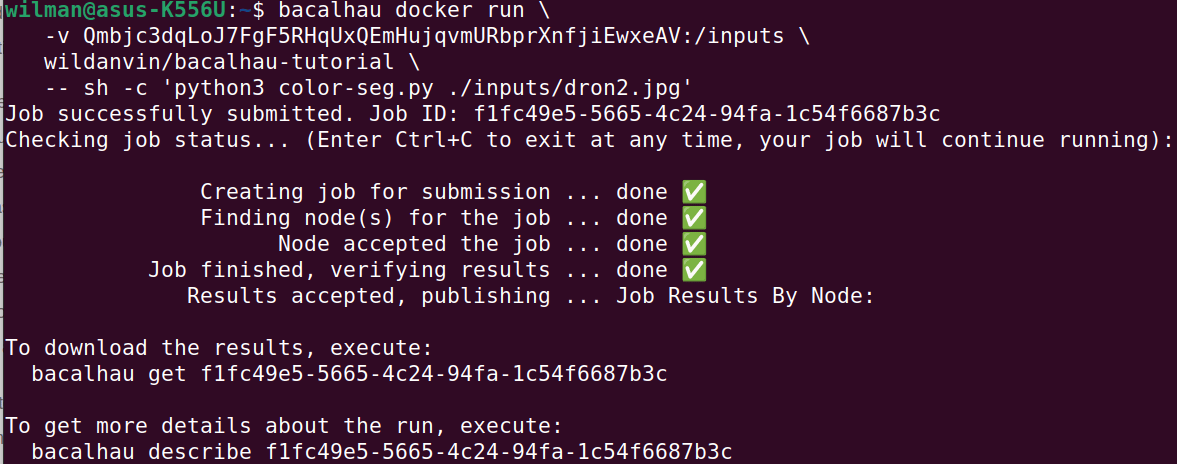 wilman@asus-K556U:~$ bacalhau docker run \
-v Qmbjc3dqLoJ7FgF5RHqUxQEmHujqvmURbprXnfjiEwxeAV:/inputs \
wildanvin/bacalhau-tutorial \
-- sh -c 'python3 color-seg.py ./inputs/dron2.jpg'
Job successfully submitted. Job ID: f1fc49e5-5665-4c24-94fa-1c54f6687b3c
Checking job status... (Enter Ctrl+C to exit at any time, your job will continue running):
Creating job for submission ... done ✅
Finding node(s) for the job ... done ✅
Node accepted the job ... done ✅
Job finished, verifying results ... done ✅
Results accepted, publishing ... Job Results By Node:
To download the results, execute:
bacalhau get f1fc49e5-5665-4c24-94fa-1c54f6687b3c
To get more details about the run, execute:
bacalhau describe f1fc49e5-5665-4c24-94fa-1c54f6687b3c